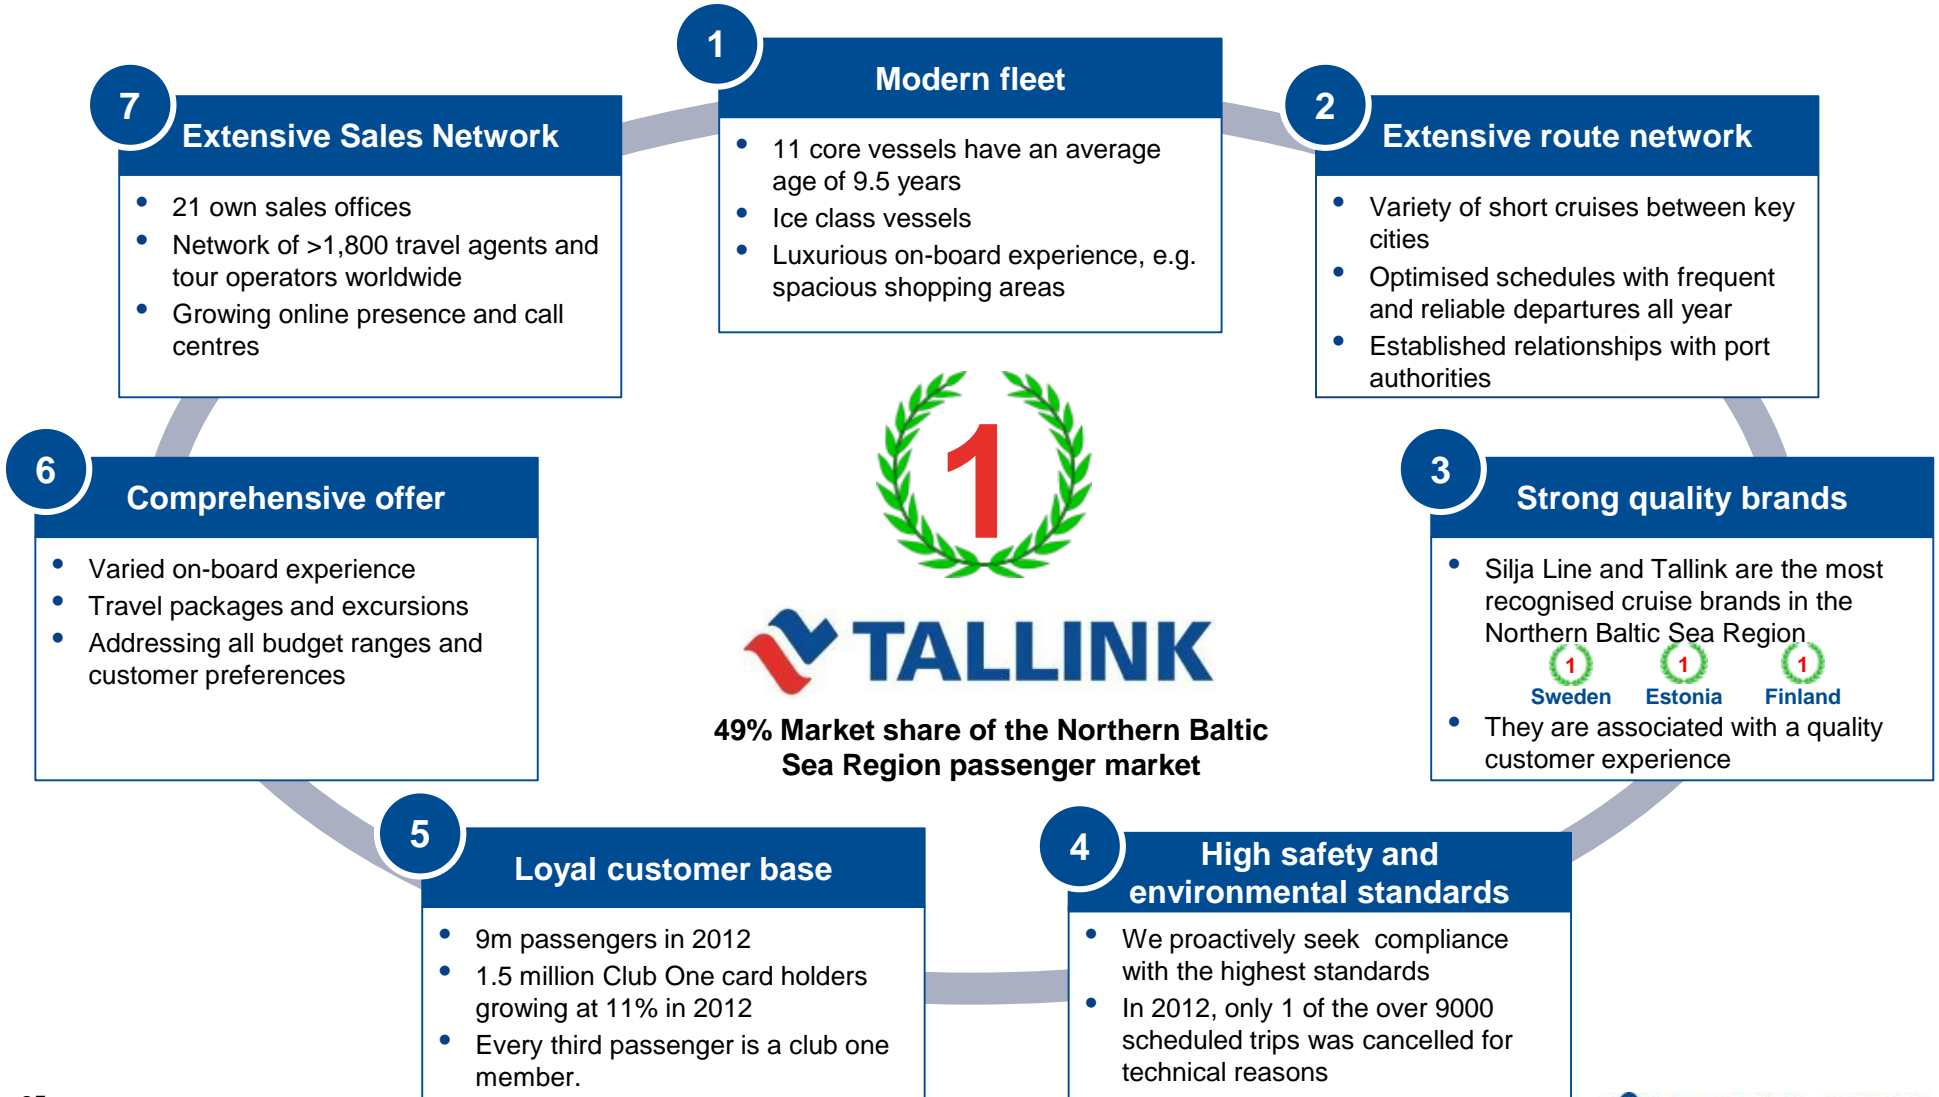 1
Modern fleet
11 core vessels have an average
age of 9.5 years
Ice class vessels
Luxurious on-board experience, e.g.
spacious shopping areas
2
Extensive route network
Variety of short cruises between key
cities
Optimised schedules with frequent
and reliable departures all year
Established relationships with port
authorities
3
Strong quality brands
Silja Line and Tallink are the most
recognised cruise brands in the
Northern Baltic Sea Region
1 1 1
Sweden Estonia Finland
They are associated with a quality
customer experience
4
High safety and
environmental standards
We proactively seek compliance
with the highest standards
In 2012, only 1 of the over 9000
scheduled trips was cancelled for
technical reasons
5
Loyal customer base
9m passengers in 2012
1.5 million Club One card holders
growing at 11% in 2012
Every third passenger is a club one
member.
6
Comprehensive offer
Varied on-board experience
Travel packages and excursions
Addressing all budget ranges and
customer preferences
7
Extensive Sales Network
21 own sales offices
Network of >1,800 travel agents and
tour operators worldwide
Growing online presence and call
centres
1
TALLINK
49% Market share of the Northern Baltic
Sea Region passenger market